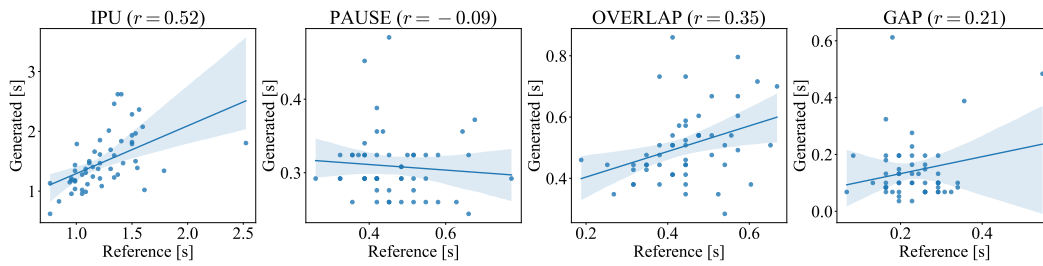 IPU (r = 0.52)
Generated [s]
3
2
1
1.0 1.5 2.0 2.5
Reference [s]
PAUSE (r = −0.09)
Generated [s]
0.4
0.3
0.4 0.6
Reference [s]
OVERLAP (r = 0.35)
Generated [s]
0.8
0.6
0.4
0.2 0.4 0.6
Reference [s]
GAP (r = 0.21)
Generated [s]
0.6
0.4
0.2
0.0
0.2 0.4
Reference [s]